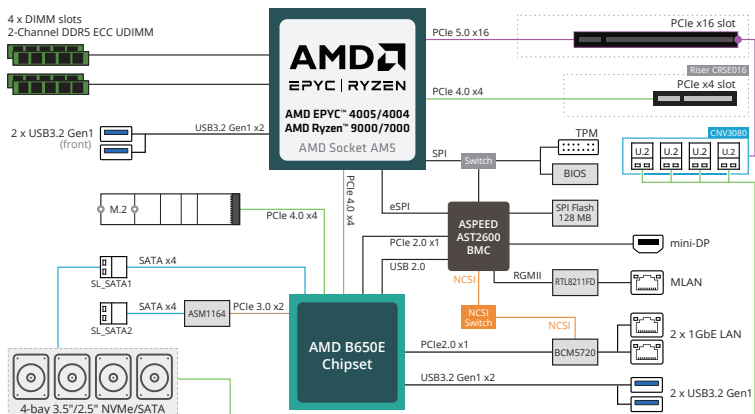 4 x DIMM slots
2-Channel DDR5 ECC UDIMM
AMD
EPYC | RYZEN
AMD EPYC™ 4005/4004
AMD Ryzen™ 9000/7000
AMD Socket AM5
PCIe 5.0 x16
PCIe x16 slot
Riser CRSE016
PCIe 4.0 x4
PCIe x4 slot
2 x USB3.2 Gen1
(front)
USB3.2 Gen1 x2
SPI
Switch
TPM
BIOS
CNV3080
U.2
U.2
U.2
U.2
M.2
PCIe 4.0 x4
PCIe 4.0 x4
eSPI
ASPEED
AST2600
BMC
SPI Flash
128 MB
PCIe 2.0 x1
USB 2.0
mini-DP
SL_SATA1
SATA x4
NCSI
RGMII
RTL8211FD
MLAN
SL_SATA2
SATA x4
ASM1164
PCIe 3.0 x2
NCSI
Switch
NCSI
AMD B650E
Chipset
PCIe2.0 x1
BCM5720
2 x 1GbE LAN
USB3.2 Gen1 x2
2 x USB3.2 Gen1
4-bay 3.5"/2.5" NVMe/SATA